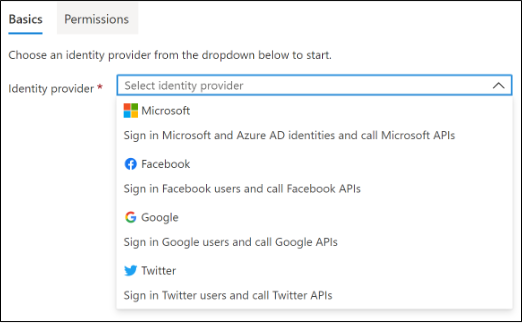 Basics Permissions
Choose an identity provider from the dropdown below to start.
Identity provider * Select identity provider
Microsoft
Sign in Microsoft and Azure AD identities and call Microsoft APIs
Facebook
Sign in Facebook users and call Facebook APIs
Google
Sign in Google users and call Google APIs
Twitter
Sign in Twitter users and call Twitter APIs